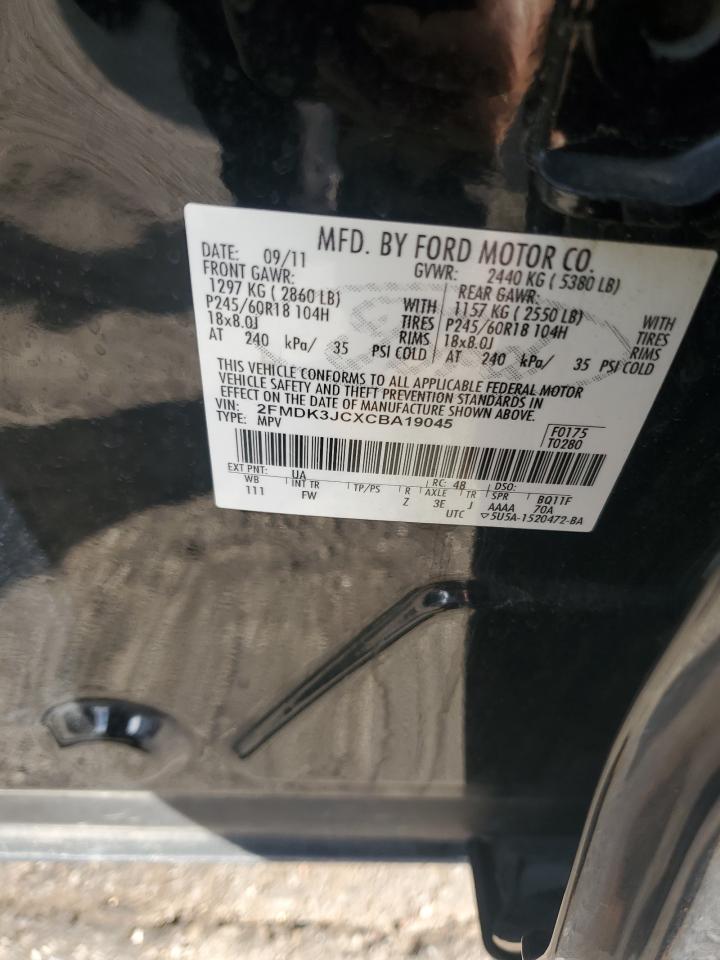 MFD. BY FORD MOTOR CO.
DATE: 09/11 GVWR: 2440 KG ( 5380 LB)
FRONT GAWR: REAR GAWR:
1297 KG ( 2860 LB) WITH 1157 KG ( 2550 LB) WITH
P245/60R18 104H TIRES P245/60R18 104H TIRES
18x8.0J RIMS 18x8.0J RIMS
AT 240 kPa/ 35 PSI COLD AT 240 kPa/ 35 PSI COLD
THIS VEHICLE CONFORMS TO ALL APPLICABLE FEDERAL MOTOR
VEHICLE SAFETY AND THEFT PREVENTION STANDARDS IN
EFFECT ON THE DATE OF MANUFACTURE SHOWN ABOVE.
VIN: 2FMDK3JCXCBA19045
TYPE: MPV
F0175
T0280
EXT PNT: UA RC: 48 DSO:
WB INT TR TP/PS R AXLE TR SPR BQ11F
111 FW Z 3E J AAAA 70A
UTC ▽5U5A-1520472-BA